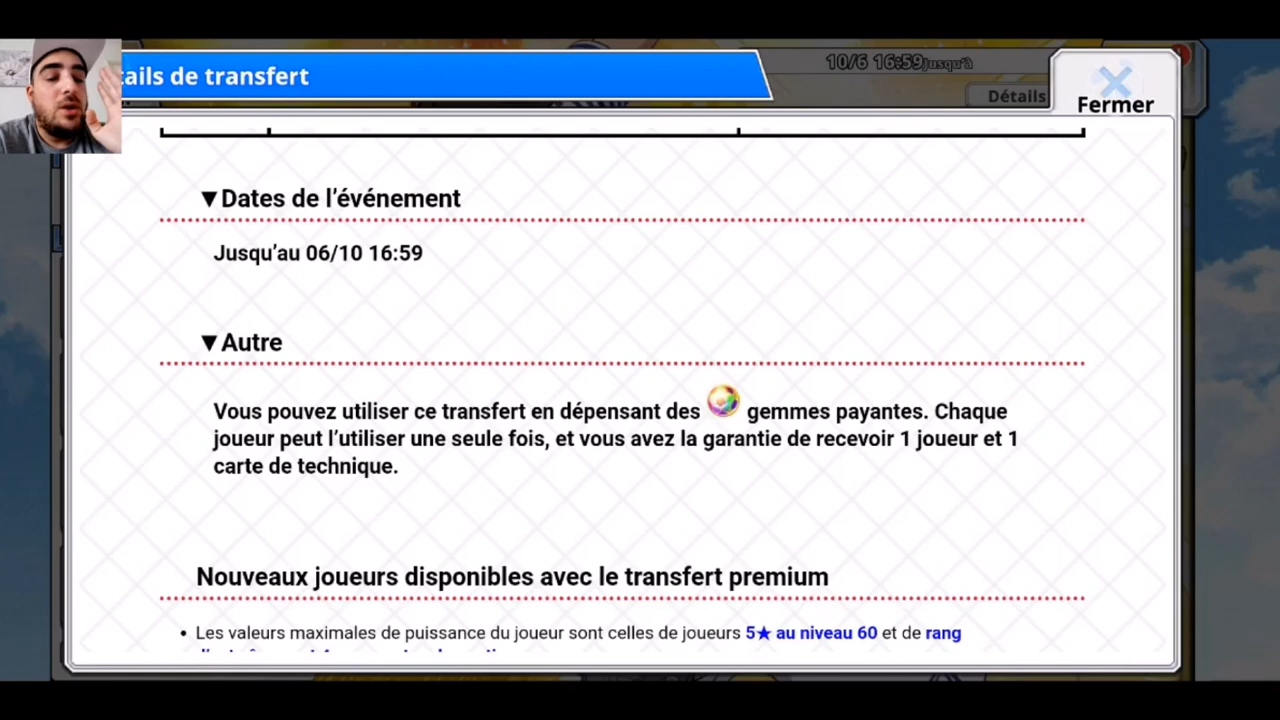 tails de transfert
10/6 16:59 jusqu'à
Détails
Fermer
▼Dates de l'événement
Jusqu'au 06/10 16:59
▼Autre
Vous pouvez utiliser ce transfert en dépensant des gemmes payantes. Chaque
joueur peut l'utiliser une seule fois, et vous avez la garantie de recevoir 1 joueur et 1
carte de technique.
Nouveaux joueurs disponibles avec le transfert premium
• Les valeurs maximales de puissance du joueur sont celles de joueurs 5★ au niveau 60 et de rang